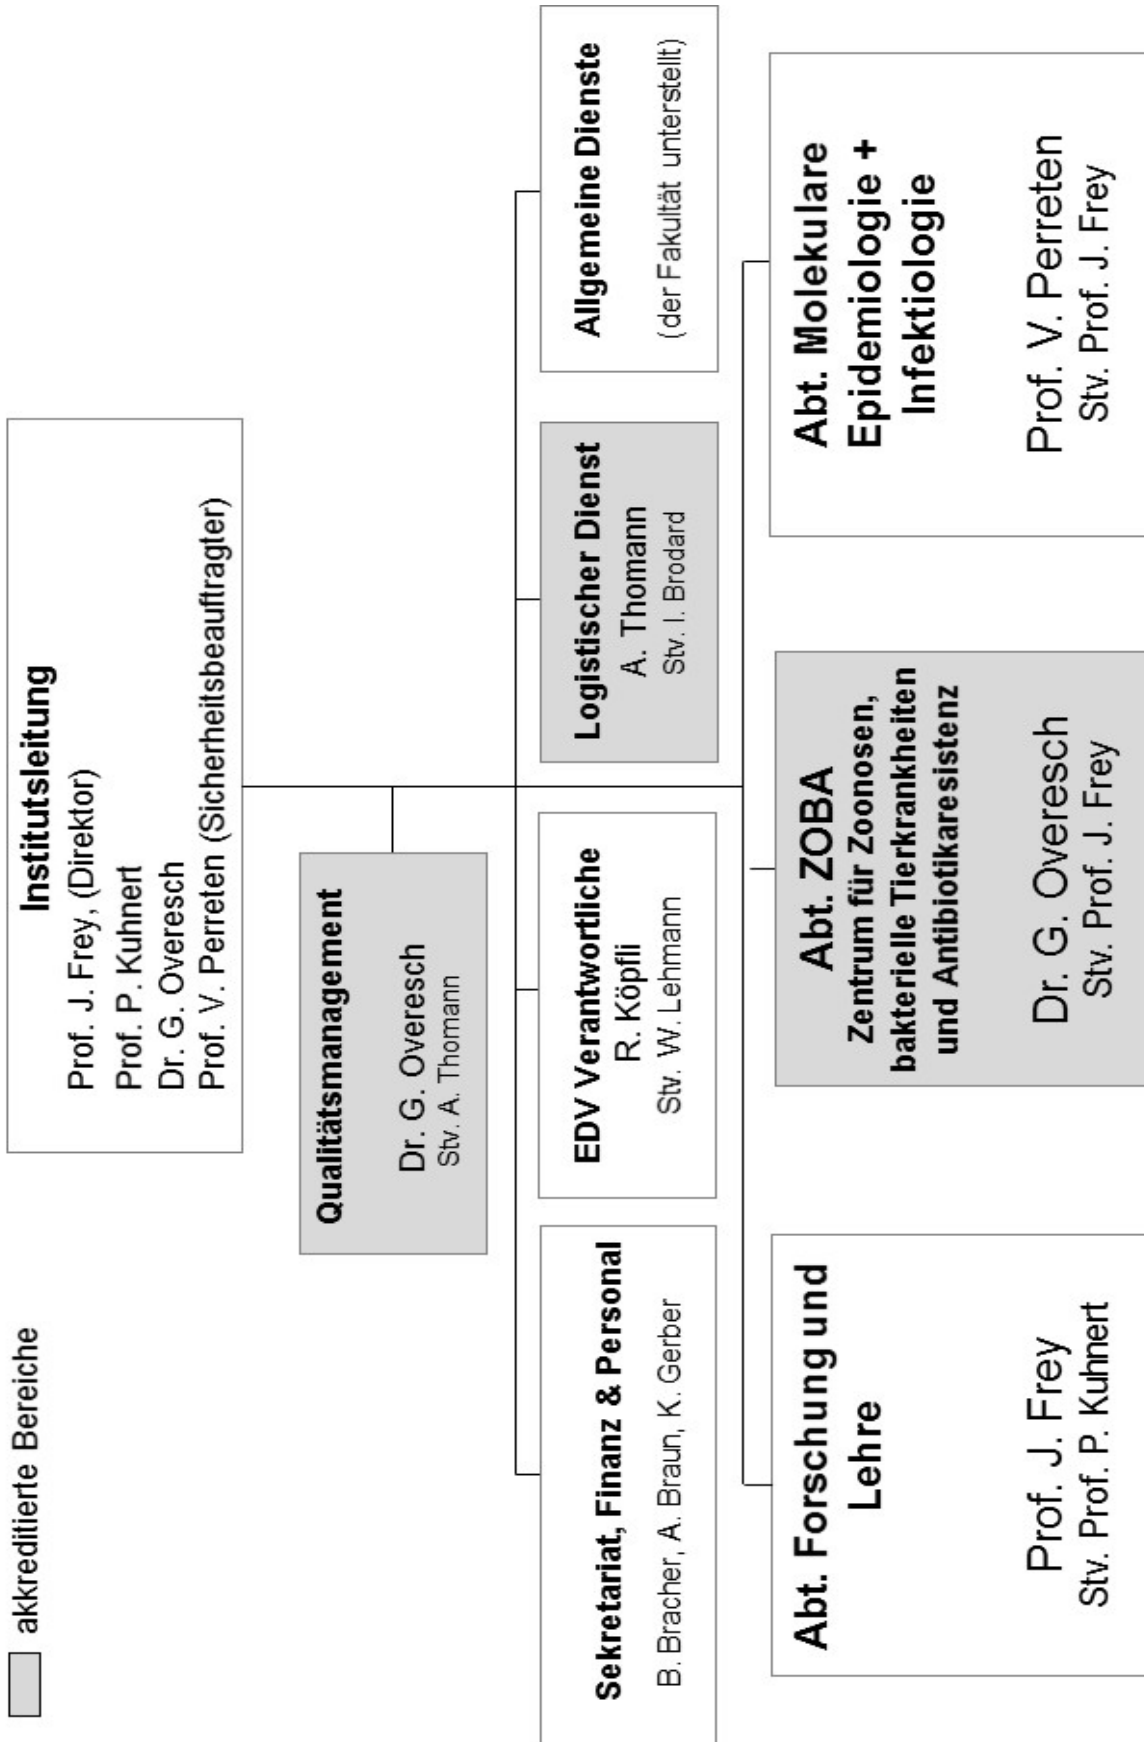 akkreditierte Bereiche
Institutsleitung
Prof. J. Frey, (Direktor)
Prof. P. Kuhnert
Dr. G. Overesch
Prof. V. Perreten (Sicherheitsbeauftragter)
Qualitätsmanagement
Dr. G. Overesch
Stv. A. Thomann
Sekretariat, Finanz & Personal
B. Bracher, A. Braun, K. Gerber
EDV Verantwortliche
R. Köpfli
Stv. W. Lehmann
Logistischer Dienst
A. Thomann
Stv. I. Brodard
Allgemeine Dienste
(der Fakultät unterstellt)
Abt. Forschung und
Lehre
Prof. J. Frey
Stv. Prof. P. Kuhnert
Abt. ZOBA
Zentrum für Zoonosen,
bakterielle Tierkrankheiten
und Antibiotikaresistenz
Dr. G. Overesch
Stv. Prof. J. Frey
Abt. Molekulare
Epidemiologie +
Infektiologie
Prof. V. Perreten
Stv. Prof. J. Frey